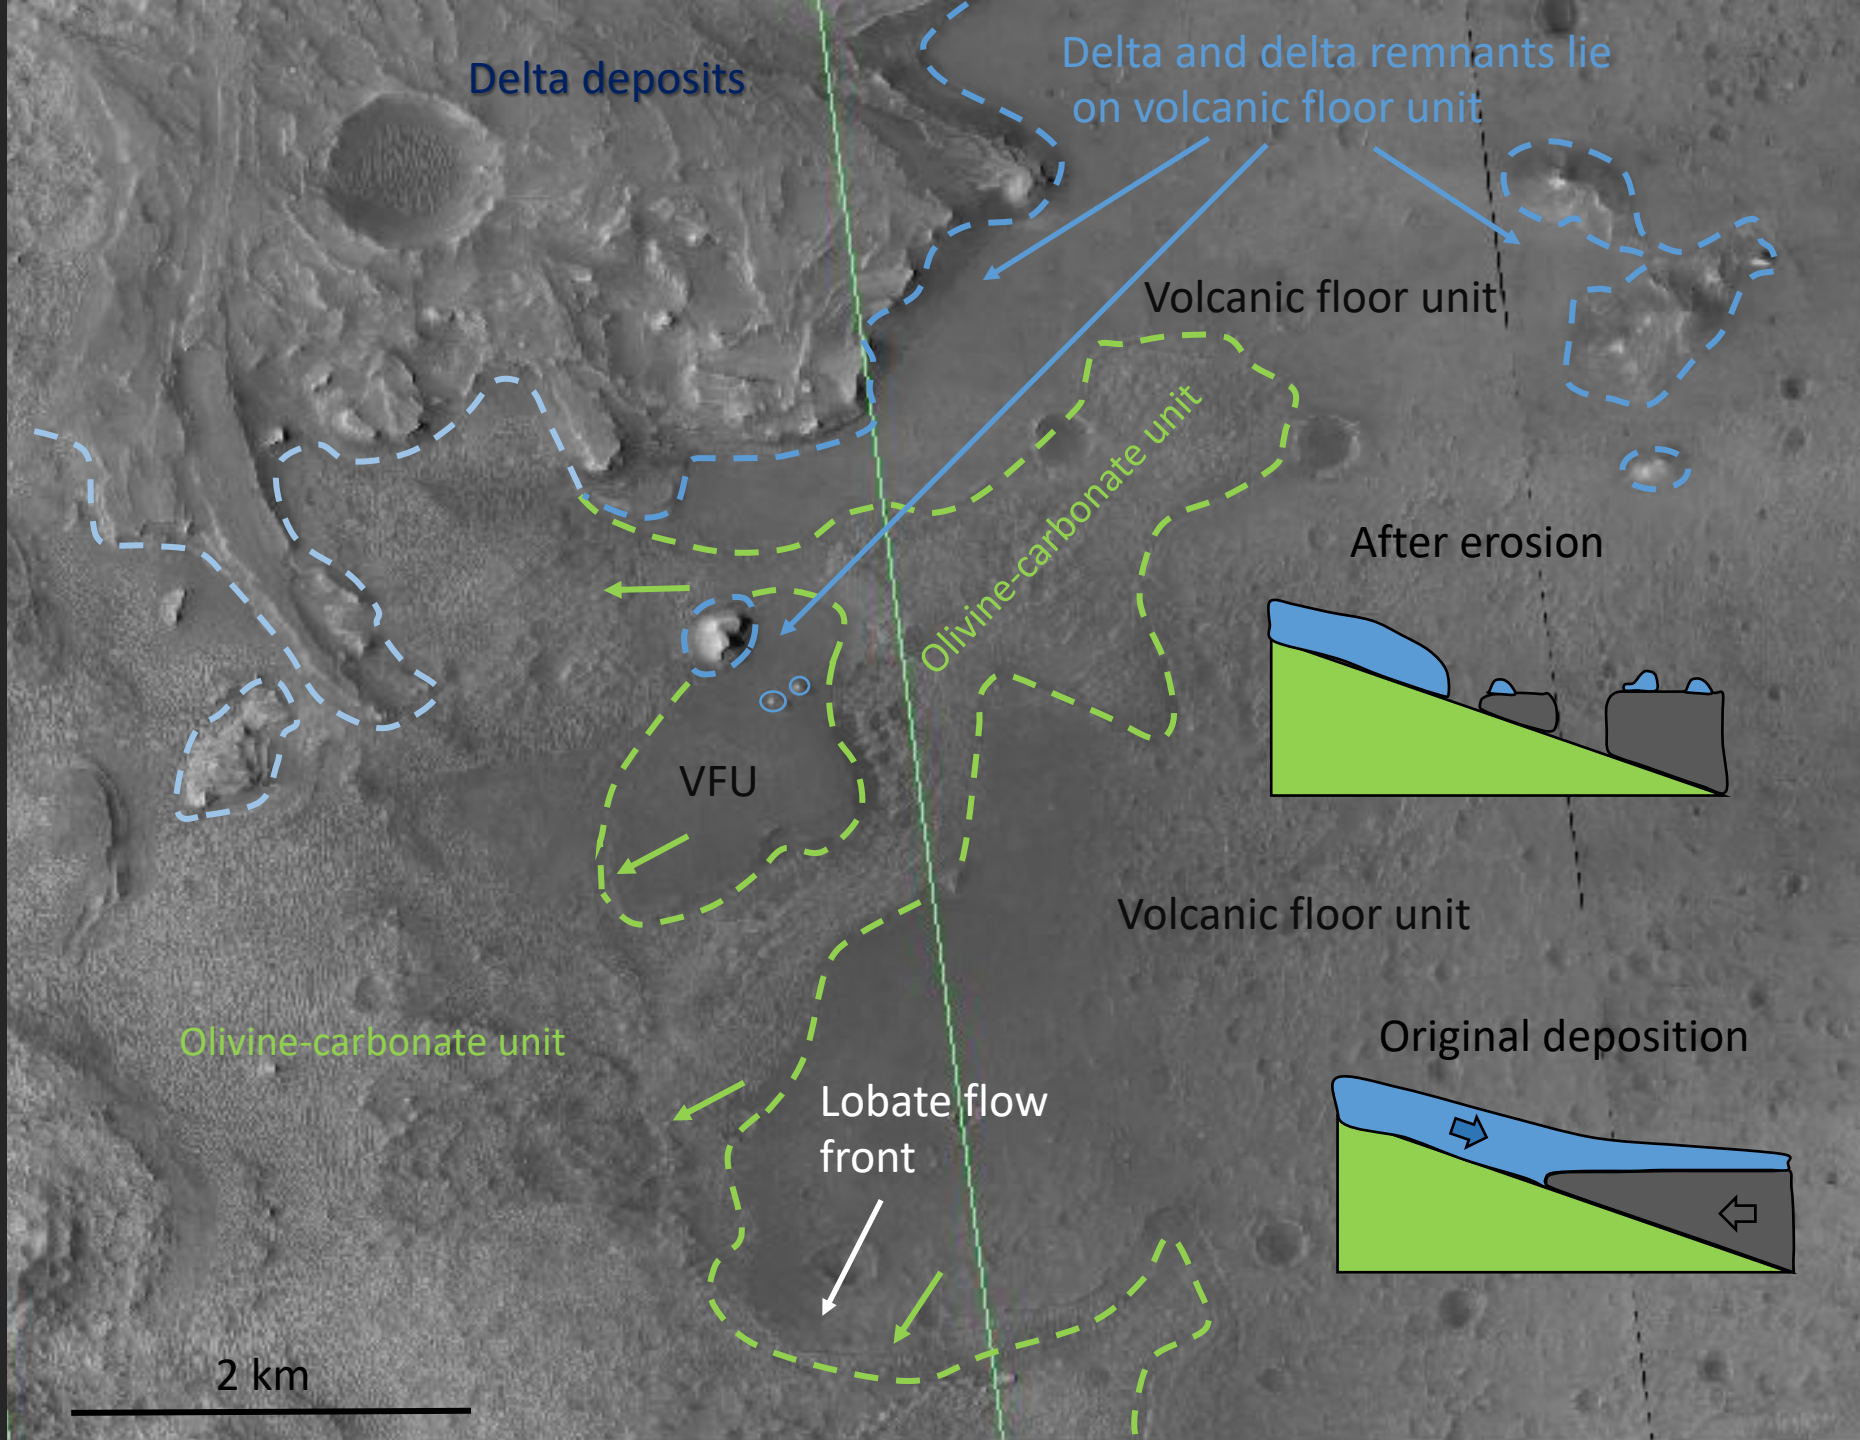 Delta deposits
Delta and delta remnants lie
on volcanic floor unit
Volcanic floor unit
Olivine-carbonate unit
After erosion
VFU
Volcanic floor unit
Olivine-carbonate unit
Original deposition
Lobate flow
front
2 km